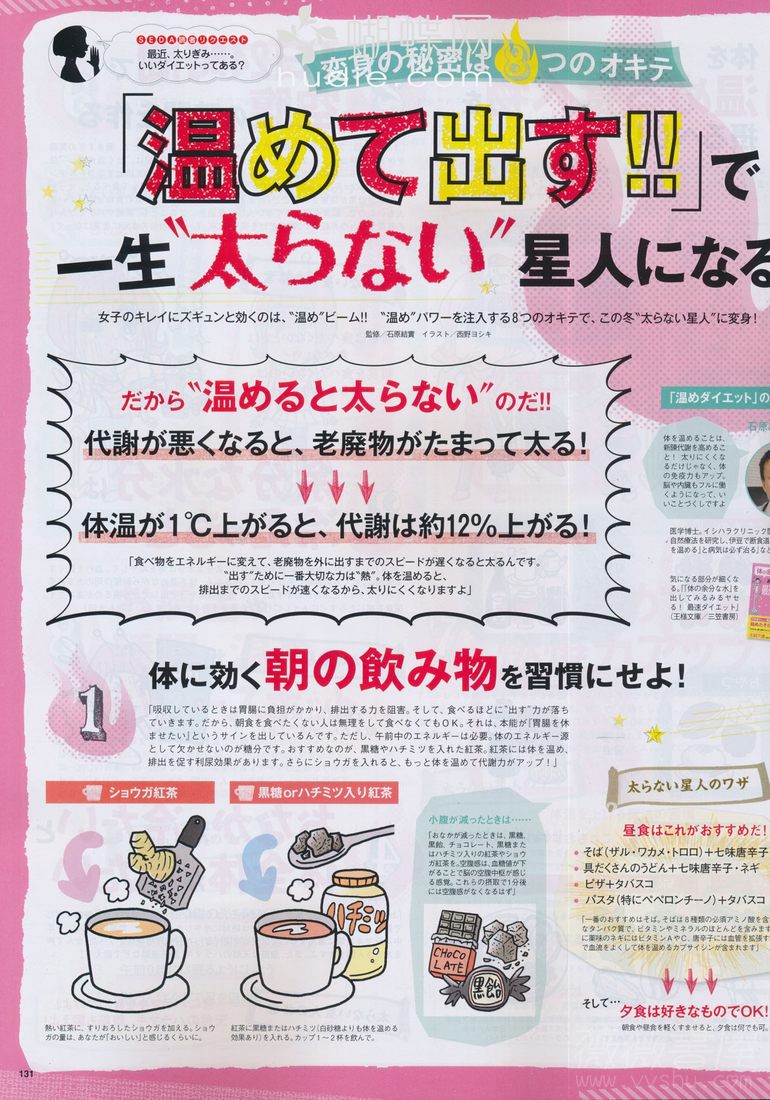 SEDA読者リクエスト
最近、太りぎみ……。
いいダイエットってある？
蝴蝶网
hudie.com
変身の秘密は8つのオキテ
「温めて出す!!」で
一生“太らない”星人になる
女子のキレイにズギュンと効くのは、“温め”ビーム!! “温め”パワーを注入する8つのオキテで、この冬“太らない星人”に変身！
監修／石原結實 イラスト／西野ヨシキ
だから“温めると太らない”のだ!!
代謝が悪くなると、老廃物がたまって太る！
体温が1℃上がると、代謝は約12％上がる！
「食べ物をエネルギーに変えて、老廃物を外に出すまでのスピードが遅くなると太るんです。
“出す”ために一番大切な力は“熱”。体を温めると、
排出までのスピードが速くなるから、太りにくくなりますよ」
「温めダイエット」の
体を温めることは、
新陳代謝を高めるこ
と！ 太りにくくな
るだけじゃなく、体
の免疫力もアップ。
脳や内臓もフルに働
くようになって、い
いことづくしですよ
医学博士。イシハラクリニック
自然療法を研究し、伊豆で断食
を温める」と病気は必ず治る」
気になる部分が細くな
る。「「体の余分な水」を
出してみるみるヤセ
る！ 最速ダイエット」
（王様文庫／三笠書房）
1
体に効く朝の飲み物を習慣にせよ！
「吸収しているときは胃腸に負担がかかり、排出する力を阻害。そして、食べるほどに“出す”力が落ち
ていきます。だから、朝食を食べたくない人は無理をして食べなくてもOK。それは、本能が「胃腸を休
ませたい」というサインを出しているんです。ただし、午前中のエネルギーは必要。体のエネルギー源
として欠かせないのが糖分です。おすすめなのが、黒糖やハチミツを入れた紅茶。紅茶には体を温め、
排出を促す利尿効果があります。さらにショウガを入れると、もっと体を温めて代謝力がアップ！」
ショウガ紅茶
熱い紅茶に、すりおろしたショウガを加える。ショウ
ガの量は、あなたが「おいしい」と感じるくらいに。
黒糖orハチミツ入り紅茶
ハチミツ
紅茶に黒糖またはハチミツ（白砂糖よりも体を温める
効果あり）を入れる。カップ1～2杯を飲んで。
小腹が減ったときは……
「おなかが減ったときは、黒糖、
黒飴、チョコレート、黒糖また
はハチミツ入りの紅茶やショウ
ガ紅茶を。空腹感は、血糖値が下
がることで脳の空腹中枢が感じ
る感覚。これらの摂取で1分後
には空腹感がなくなるはず」
CHOCO
LATE
黒飴
太らない星人のワザ
昼食はこれがおすすめだ！
● そば（ザル・ワカメ・トロロ）＋七味唐辛子
● 具だくさんのうどん＋七味唐辛子・ネギ
● ピザ＋タバスコ
● パスタ（特にペペロンチーノ）＋タバスコ
「一番のおすすめはそば。そばは8種類の必須アミノ酸を含
なタンパク質で、ビタミンやミネラルのほとんどを含みます
に薬味のネギにはビタミンAやC、唐辛子には血管を拡張す
で血流をよくして体を温めるカプサイシンが含まれます」
そして…
夕食は好きなものでOK!
朝食や昼食を軽くすませると、夕食は何でも可。
131
www.yyshu.com